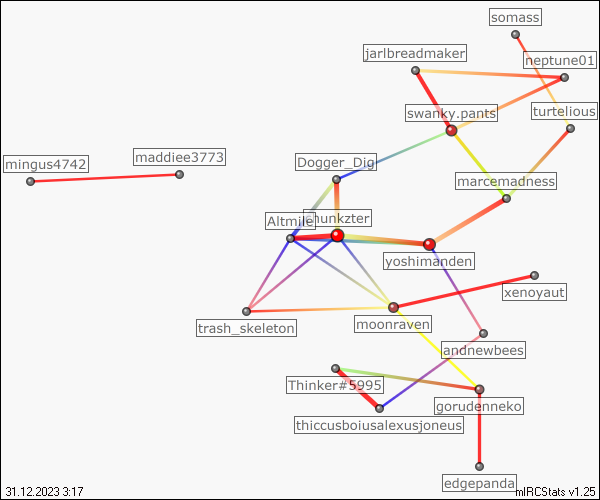 somass
jarlbreadmaker
neptune01
swanky.pants
turtelious
mingus4742
maddiee3773
Dogger_Dig
marcemadness
Altmile
hunkzter
yoshimanden
xenoyaut
trash_skeleton
moonraven
andnewbees
Thinker#5995
gorudenneko
thiccusboiusalexusjoneus
edgepanda
31.12.2023 3:17
mIRCStats v1.25